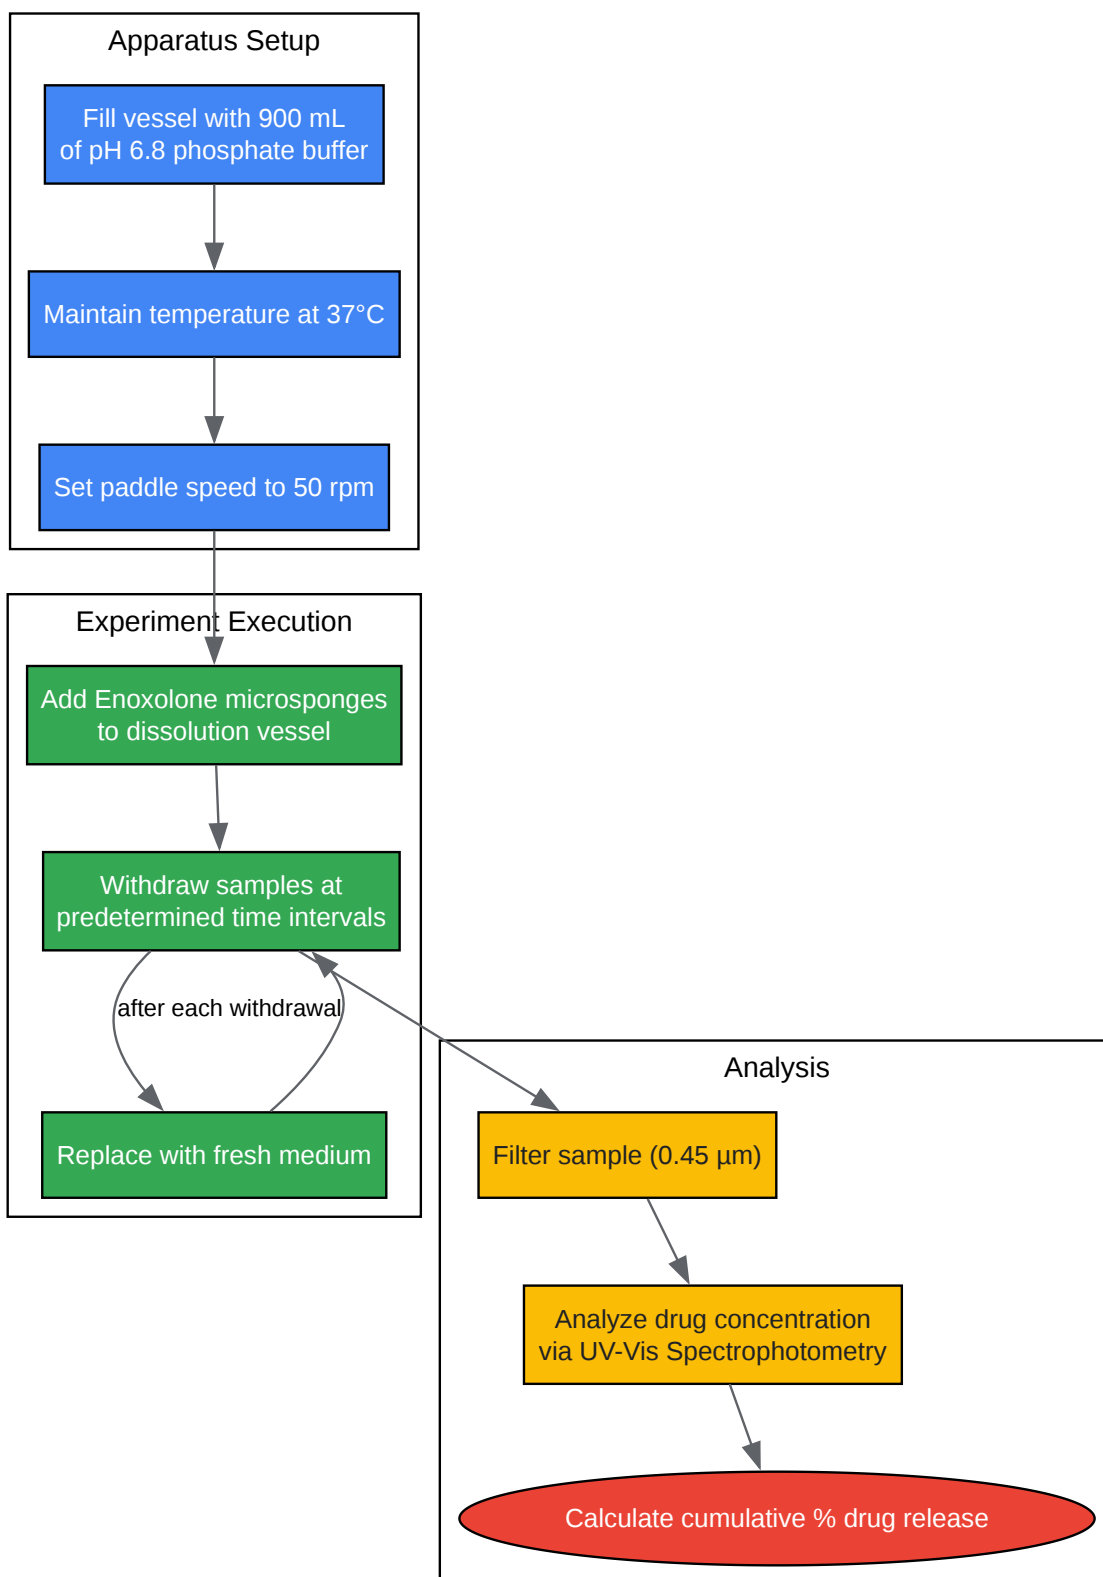 Apparatus Setup
Fill vessel with 900 mL
of pH 6.8 phosphate buffer
Maintain temperature at 37°C
Set paddle speed to 50 rpm
Experiment Execution
Add Enoxolone microsponges
to dissolution vessel
Withdraw samples at
predetermined time intervals
after each withdrawal
Replace with fresh medium
Analysis
Filter sample (0.45 µm)
Analyze drug concentration
via UV-Vis Spectrophotometry
Calculate cumulative % drug release